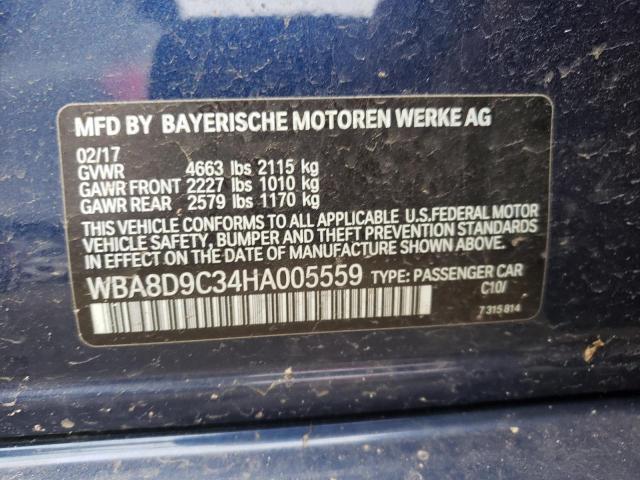 MFD BY BAYERISCHE MOTOREN WERKE AG
02/17
GVWR 4663 lbs 2115 kg
GAWR FRONT 2227 lbs 1010 kg
GAWR REAR 2579 lbs 1170 kg
THIS VEHICLE CONFORMS TO ALL APPLICABLE U.S.FEDERAL MOTOR
VEHICLE SAFETY, BUMPER AND THEFT PREVENTION STANDARDS
IN EFFECT ON THE DATE OF MANUFACTURE SHOWN ABOVE.
WBA8D9C34HA005559 TYPE: PASSENGER CAR
C10/
7 315 814